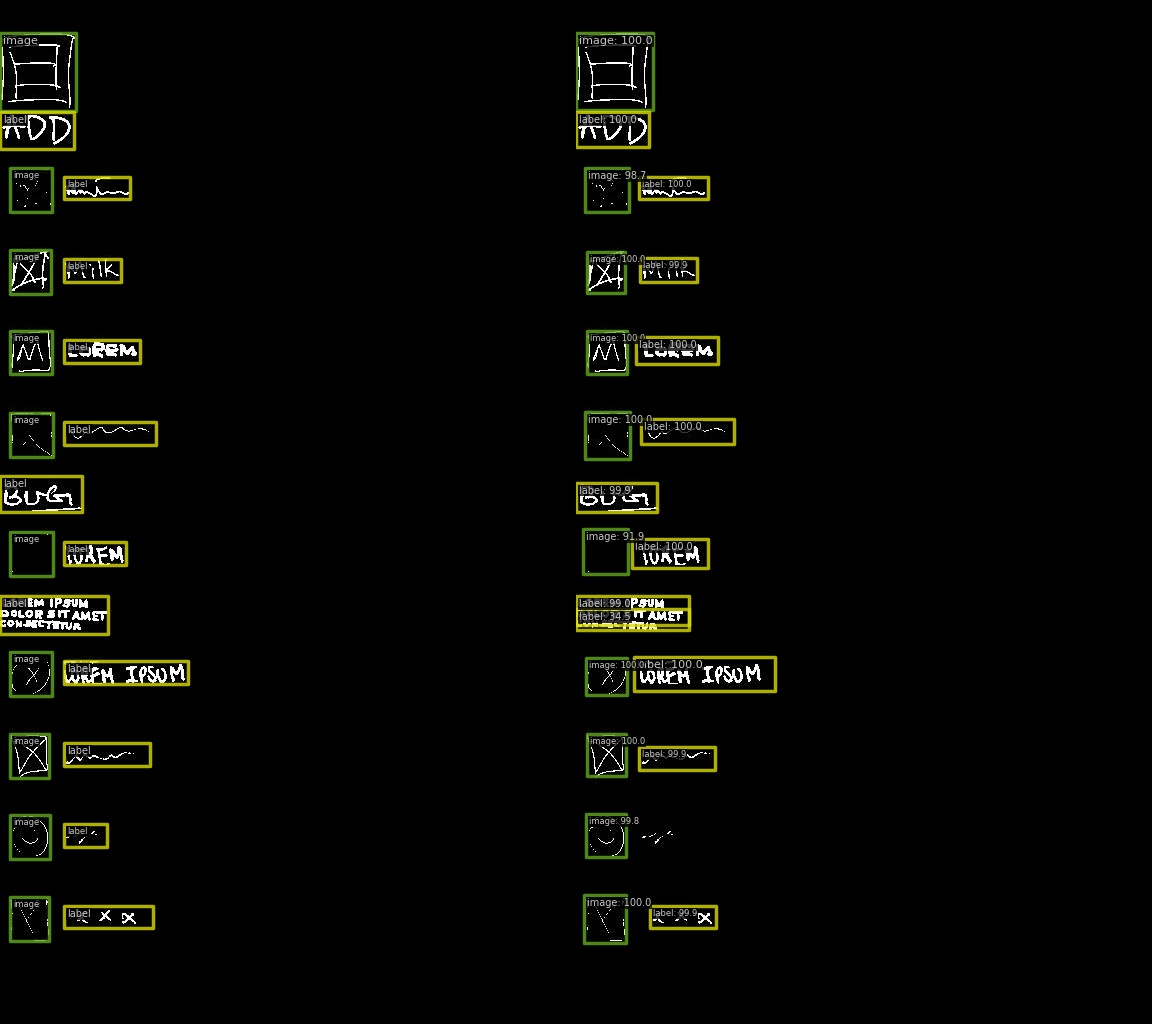 image image: 100.0
label label: 100.0
ADD ADD
image label image: 98.7 label: 100.0
image label image: 100.0 label: 99.9
Milk Milk
image label image: 100.0 label: 100.0
LOREM LOREM
image label image: 100.0 label: 100.0
label label: 99.9
BUG BUG
image label image: 91.9 label: 100.0
LOREM LOREM
label label: 99.0
EM IPSUM PSUM
DOLOR SIT AMET label: 34.5 IT AMET
CONSECTETUR CONSECTETUR
image label image: 100.0 label: 100.0
LOREM IPSUM LOREM IPSUM
image label image: 100.0 label: 99.9
image label image: 99.8
image label image: 100.0 label: 99.9
X X X